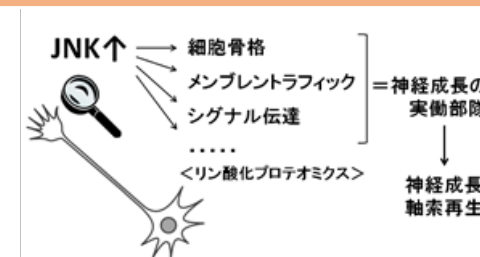 JNK↑
細胞骨格
メンブレントラフィック
シグナル伝達
.....
<リン酸化プロテオミクス>
=神経成長の
実働部隊
神経成長
軸索再生